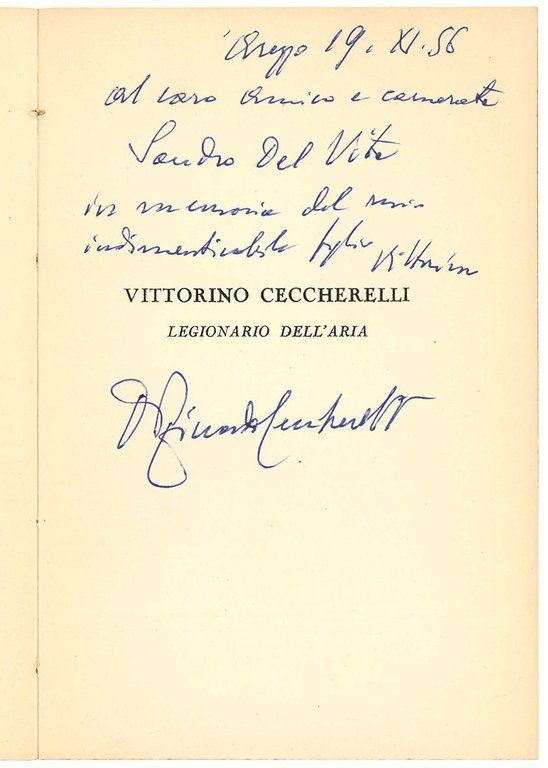 Arezzo 19. XI. 56
Al caro amico e camerata
Sandro Del Vita
in memoria del mio
indimenticabile figlio Vittorino
VITTORINO CECCHERELLI
LEGIONARIO DELL'ARIA
Ceccherelli